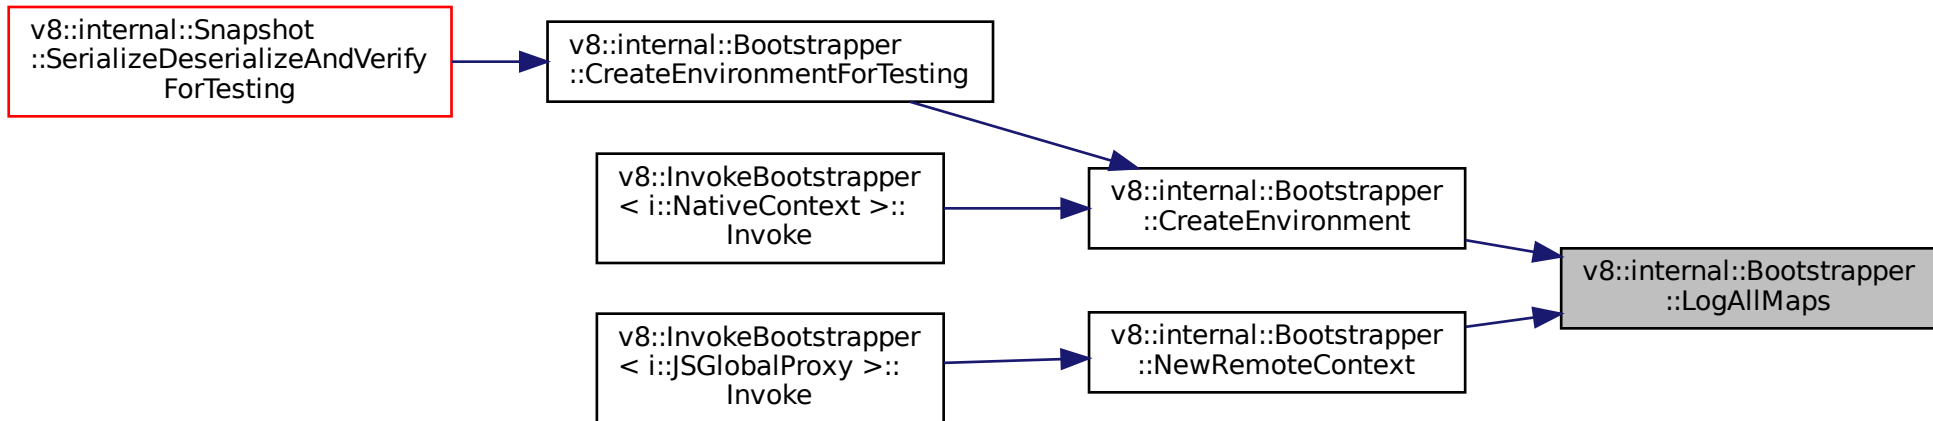 v8::internal::Snapshot
::SerializeDeserializeAndVerify
ForTesting
v8::internal::Bootstrapper
::CreateEnvironmentForTesting
v8::InvokeBootstrapper
< i::NativeContext >::
Invoke
v8::internal::Bootstrapper
::CreateEnvironment
v8::internal::Bootstrapper
::LogAllMaps
v8::InvokeBootstrapper
< i::JSGlobalProxy >::
Invoke
v8::internal::Bootstrapper
::NewRemoteContext